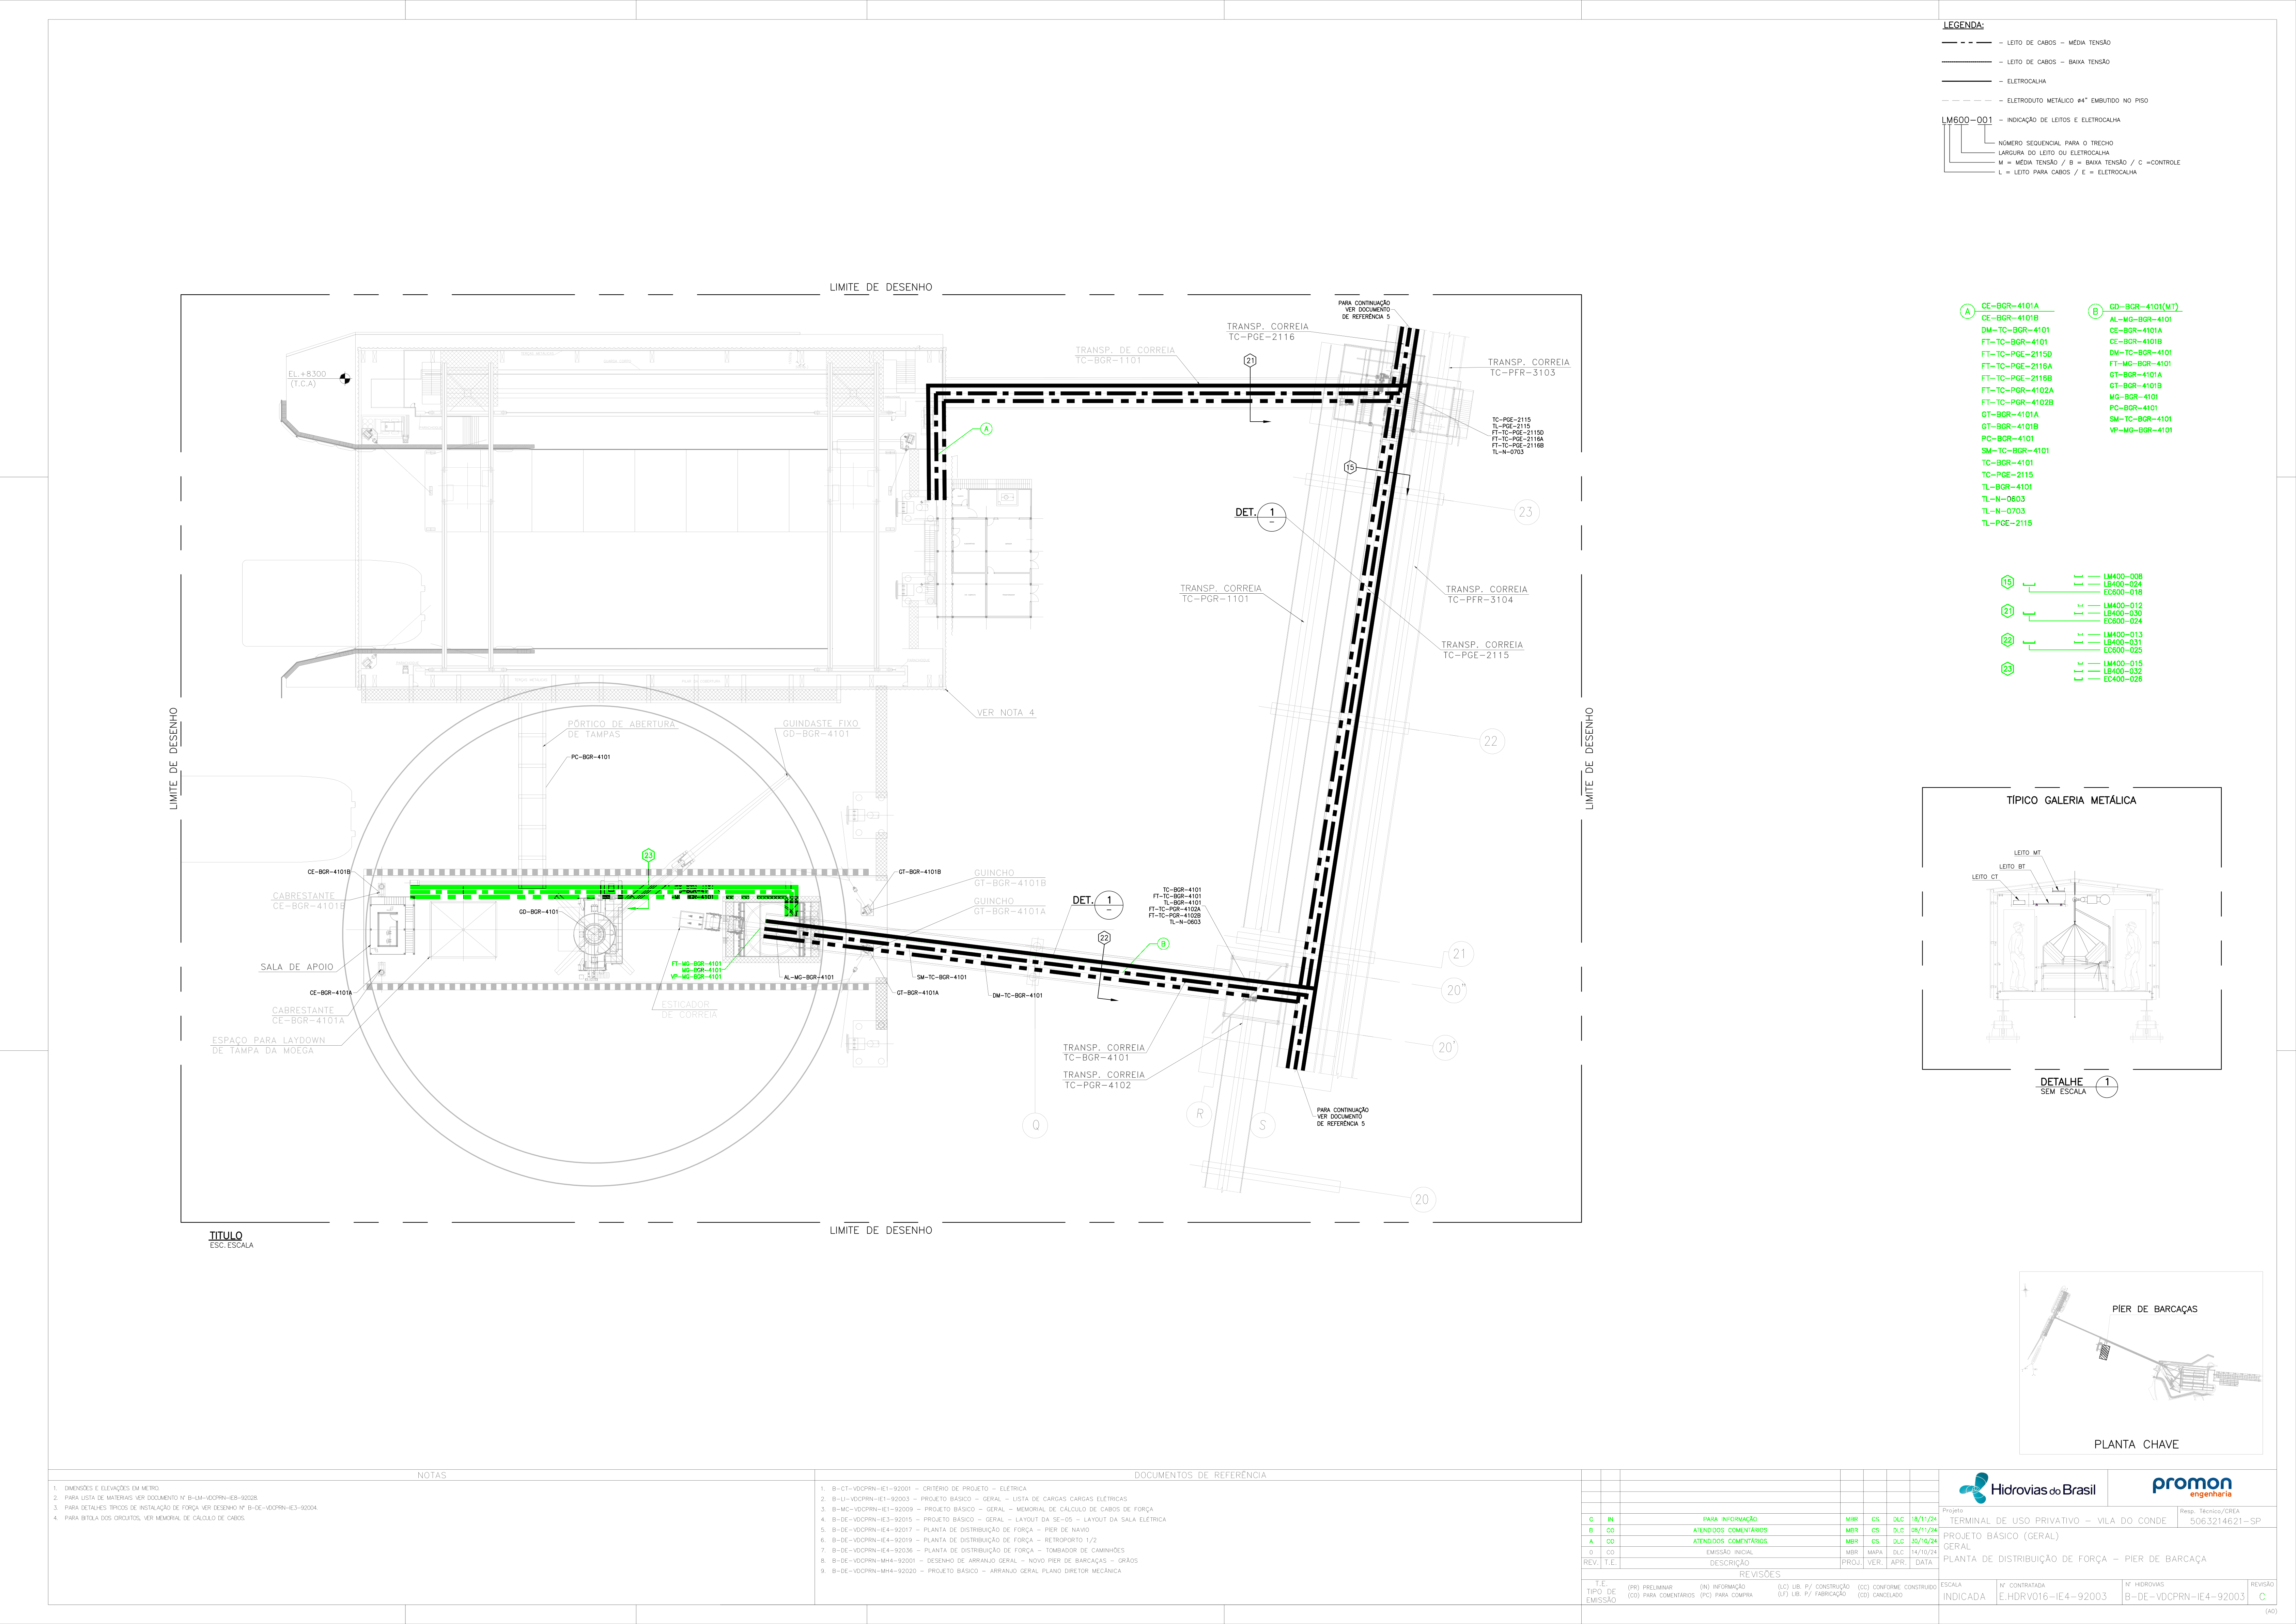 LEGENDA:
– LEITO DE CABOS – MÉDIA TENSÃO
– LEITO DE CABOS – BAIXA TENSÃO
– ELETROCALHA
– ELETRODUTO METÁLICO ø4" EMBUTIDO NO PISO
LM600-001 – INDICAÇÃO DE LEITOS E ELETROCALHA
NÚMERO SEQUENCIAL PARA O TRECHO
LARGURA DO LEITO OU ELETROCALHA
M = MÉDIA TENSÃO / B = BAIXA TENSÃO / C =CONTROLE
L = LEITO PARA CABOS / E = ELETROCALHA
LIMITE DE DESENHO
PARA CONTINUAÇÃO
VER DOCUMENTO
DE REFERÊNCIA 5
TRANSP. CORREIA
TC-PGE-2116
TRANSP. DE CORREIA
TC-BGR-1101
21
TRANSP. CORREIA
TC-PFR-3103
EL.+8300
(T.C.A)
A
TC-PGE-2115
TL-PGE-2115
FT-TC-PGE-2115D
FT-TC-PGE-2116A
FT-TC-PGE-2116B
TL-N-0703
15
DET. 1
–
23
TRANSP. CORREIA
TC-PGR-1101
TRANSP. CORREIA
TC-PFR-3104
TRANSP. CORREIA
TC-PGE-2115
VER NOTA 4
LIMITE DE DESENHO
LIMITE DE DESENHO
PÓRTICO DE ABERTURA
DE TAMPAS
GUINDASTE FIXO
GD-BGR-4101
PC-BGR-4101
22
23
CE-BGR-4101B
GT-BGR-4101B
GUINCHO
GT-BGR-4101B
CABRESTANTE
CE-BGR-4101B
GUINCHO
GT-BGR-4101A
GD-BGR-4101
DET. 1
–
TC-BGR-4101
FT-TC-BGR-4101
TL-BGR-4101
FT-TC-PGR-4102A
FT-TC-PGR-4102B
TL-N-0603
22
B
21
SALA DE APOIO
FT-MG-BGR-4101
MG-BGR-4101
VP-MG-BGR-4101
AL-MG-BGR-4101
SM-TC-BGR-4101
CE-BGR-4101A
GT-BGR-4101A
DM-TC-BGR-4101
20"
CABRESTANTE
CE-BGR-4101A
ESTICADOR
DE CORREIA
ESPAÇO PARA LAYDOWN
DE TAMPA DA MOEGA
TRANSP. CORREIA
TC-BGR-4101
TRANSP. CORREIA
TC-PGR-4102
20'
PARA CONTINUAÇÃO
VER DOCUMENTO
DE REFERÊNCIA 5
Q
R
S
20
LIMITE DE DESENHO
TITULO
ESC. ESCALA
A
CE-BGR-4101A
CE-BGR-4101B
DM-TC-BGR-4101
FT-TC-BGR-4101
FT-TC-PGE-2115D
FT-TC-PGE-2116A
FT-TC-PGE-2116B
FT-TC-PGR-4102A
FT-TC-PGR-4102B
GT-BGR-4101A
GT-BGR-4101B
PC-BGR-4101
SM-TC-BGR-4101
TC-BGR-4101
TC-PGE-2115
TL-BGR-4101
TL-N-0603
TL-N-0703
TL-PGE-2115
B
GD-BGR-4101(MT)
AL-MG-BGR-4101
CE-BGR-4101A
CE-BGR-4101B
DM-TC-BGR-4101
FT-MG-BGR-4101
GT-BGR-4101A
GT-BGR-4101B
MG-BGR-4101
PC-BGR-4101
SM-TC-BGR-4101
VP-MG-BGR-4101
15
LM400-008
LB400-024
EC600-018
21
LM400-012
LB400-030
EC600-024
22
LM400-013
LB400-031
EC600-025
23
LM400-015
LB400-032
EC400-026
TÍPICO GALERIA METÁLICA
LEITO MT
LEITO BT
LEITO CT
DETALHE 1
SEM ESCALA
PÍER DE BARCAÇAS
PLANTA CHAVE
NOTAS
1. DIMENSÕES E ELEVAÇÕES EM METRO.
2. PARA LISTA DE MATERIAIS VER DOCUMENTO N° B-LM-VDCPRN-IE8-92028.
3. PARA DETALHES TÍPICOS DE INSTALAÇÃO DE FORÇA VER DESENHO N° B-DE-VDCPRN-IE3-92004.
4. PARA BITOLA DOS CIRCUITOS, VER MEMORIAL DE CÁLCULO DE CABOS.
DOCUMENTOS DE REFERÊNCIA
1. B-CT-VDCPRN-IE1-92001 – CRITÉRIO DE PROJETO – ELÉTRICA
2. B-LI-VDCPRN-IE1-92003 – PROJETO BÁSICO – GERAL – LISTA DE CARGAS CARGAS ELÉTRICAS
3. B-MC-VDCPRN-IE1-92009 – PROJETO BÁSICO – GERAL – MEMORIAL DE CÁLCULO DE CABOS DE FORÇA
4. B-DE-VDCPRN-IE3-92015 – PROJETO BÁSICO – GERAL – LAYOUT DA SE-05 – LAYOUT DA SALA ELÉTRICA
5. B-DE-VDCPRN-IE4-92017 – PLANTA DE DISTRIBUIÇÃO DE FORÇA – PIER DE NAVIO
6. B-DE-VDCPRN-IE4-92019 – PLANTA DE DISTRIBUIÇÃO DE FORÇA – RETROPORTO 1/2
7. B-DE-VDCPRN-IE4-92036 – PLANTA DE DISTRIBUIÇÃO DE FORÇA – TOMBADOR DE CAMINHÕES
8. B-DE-VDCPRN-MH4-92001 – DESENHO DE ARRANJO GERAL – NOVO PIER DE BARCAÇAS – GRÃOS
9. B-DE-VDCPRN-MH4-92020 – PROJETO BÁSICO – ARRANJO GERAL PLANO DIRETOR MECÂNICA
C IN PARA INFORMAÇÃO MBR CS DLC 18/11/24
B CO ATENDIDOS COMENTÁRIOS MBR CS DLC 08/11/24
A CO ATENDIDOS COMENTÁRIOS MBR CS DLC 30/10/24
0 CO EMISSÃO INICIAL MBR MAPA DLC 14/10/24
REV. T.E. DESCRIÇÃO PROJ. VER. APR. DATA
REVISÕES
T.E.
TIPO DE
EMISSÃO
(PR) PRELIMINAR (IN) INFORMAÇÃO (LC) LIB. P/ CONSTRUÇÃO (CC) CONFORME CONSTRUIDO
(CO) PARA COMENTÁRIOS (PC) PARA COMPRA (LF) LIB. P/ FABRICAÇÃO (CD) CANCELADO
Hidrovias do Brasil
promon
engenharia
Projeto
TERMINAL DE USO PRIVATIVO – VILA DO CONDE
Resp. Técnico/CREA
5063214621-SP
PROJETO BÁSICO (GERAL)
GERAL
PLANTA DE DISTRIBUIÇÃO DE FORÇA – PIER DE BARCAÇA
ESCALA
INDICADA
N° CONTRATADA
E.HDRV016-IE4-92003
N° HIDROVIAS
B-DE-VDCPRN-IE4-92003
REVISÃO
C
(AO)